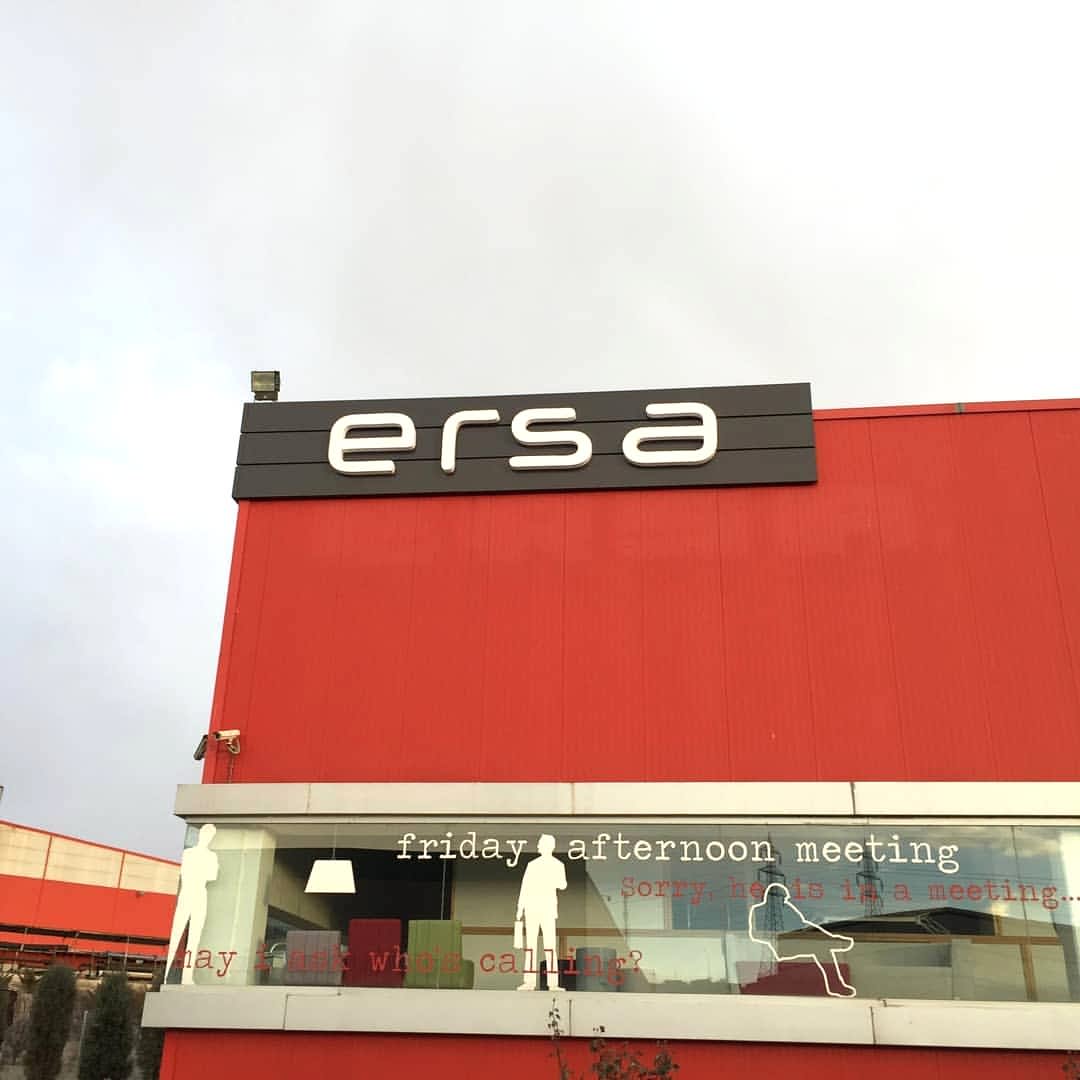 ersa
friday afternoon meeting
Sorry, he is in a meeting...
may i ask who's calling?